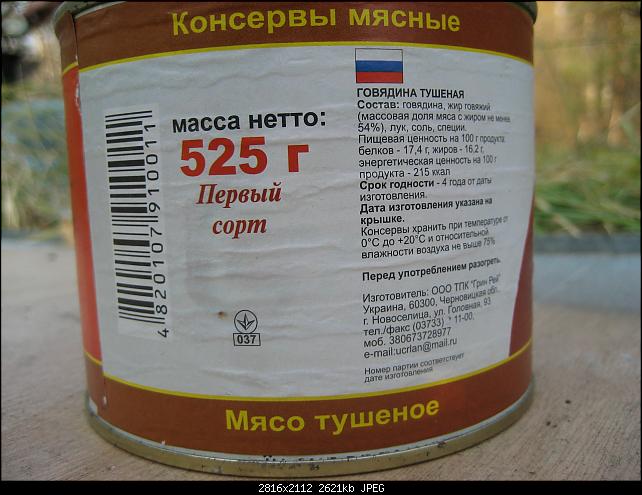 Консервы мясные
масса нетто:
525 г
Первый
сорт
4820107910011
037
ГОВЯДИНА ТУШЕНАЯ
Состав: говядина, жир говяжий
(массовая доля мяса с жиром не менее
54%), лук, соль, специи.
Пищевая ценность на 100 г продукта:
белков - 17,4 г, жиров - 16,2 г,
энергетическая ценность на 100 г
продукта - 215 ккал
Срок годности - 4 года от даты
изготовления.
Дата изготовления указана на
крышке.
Консервы хранить при температуре от
0°С до +20°С и относительной
влажности воздуха не выше 75%
Перед употреблением разогреть.
Изготовитель: ООО ТПК "Грин Рей"
Украина, 60300, Черновицкая обл.,
г. Новоселица, ул. Головная, 93
тел./факс (03733) 11-00,
моб. 380673728977
e-mail:ucrlan@mail.ru
Номер партии соответствует
дате изготовления
Мясо тушеное
2816x2112 2621kb JPEG